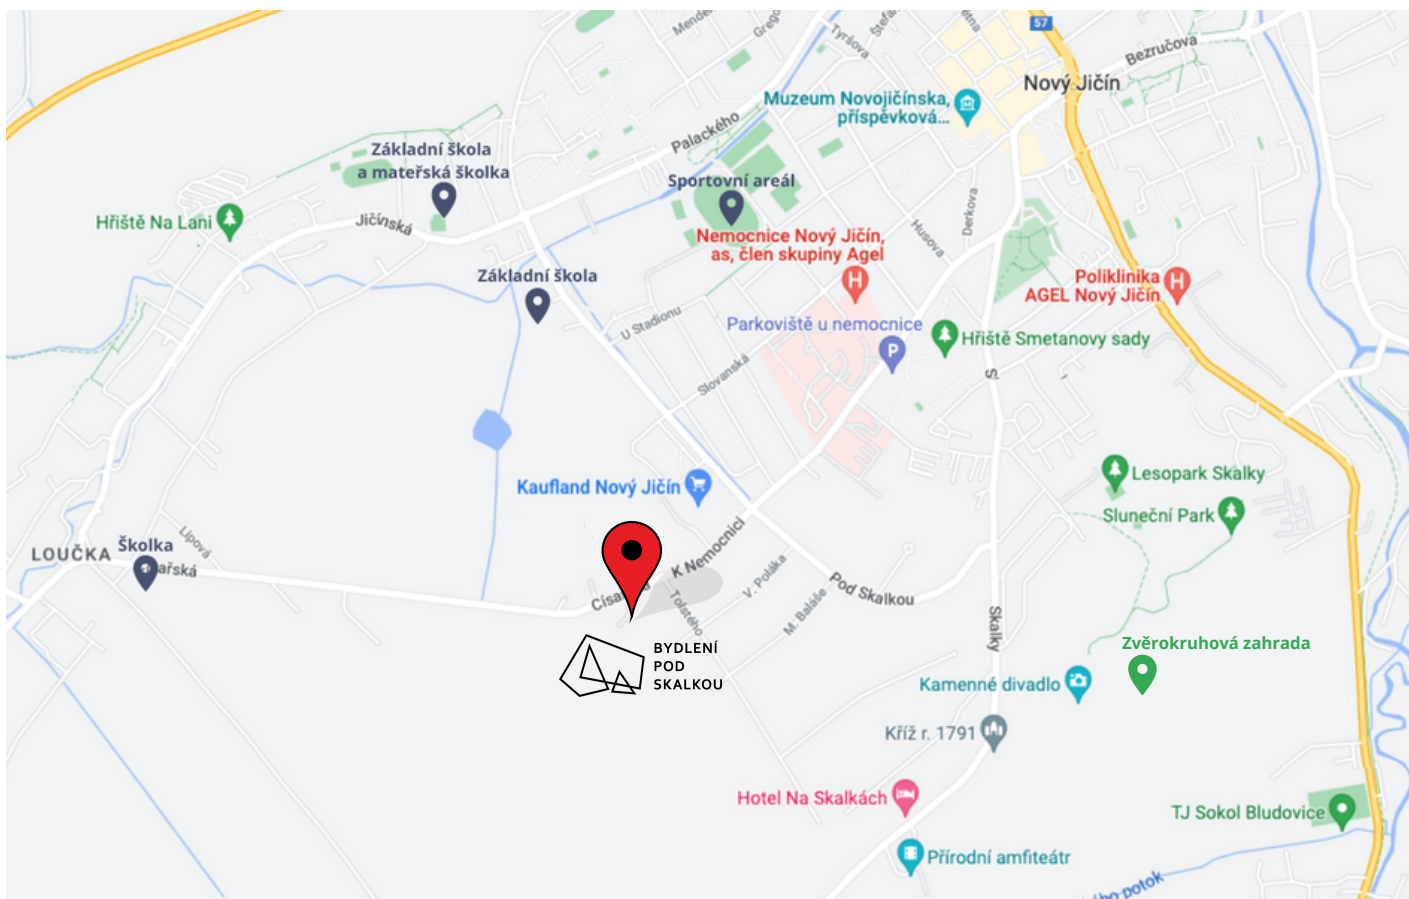 57
Bezručova
Tyršova
Nový Jičín
Muzeum Novojičínska,
příspěvková...
Palackého
Základní škola
a mateřská školka
Sportovní areál
Hřiště Na Lani
Jičínská
Derkova
Husova
Nemocnice Nový Jičín,
as, člen skupiny Agel
Základní škola
Poliklinika
AGEL Nový Jičín
H
H
U Stadionu
Parkoviště u nemocnice
P
Hřiště Smetanovy sady
Slovanská
Kaufland Nový Jičín
Lesopark Skalky
Sluneční Park
Lipová
LOUČKA
Školka
K Nemocnici
V. Poláka
Pod Skalkou
Tolstého
M. Baláše
Skalky
BYDLENÍ
POD
SKALKOU
Zvěrokruhová zahrada
Kamenné divadlo
Kříž r. 1791
Hotel Na Skalkách
TJ Sokol Bludovice
Přírodní amfiteátr
potok